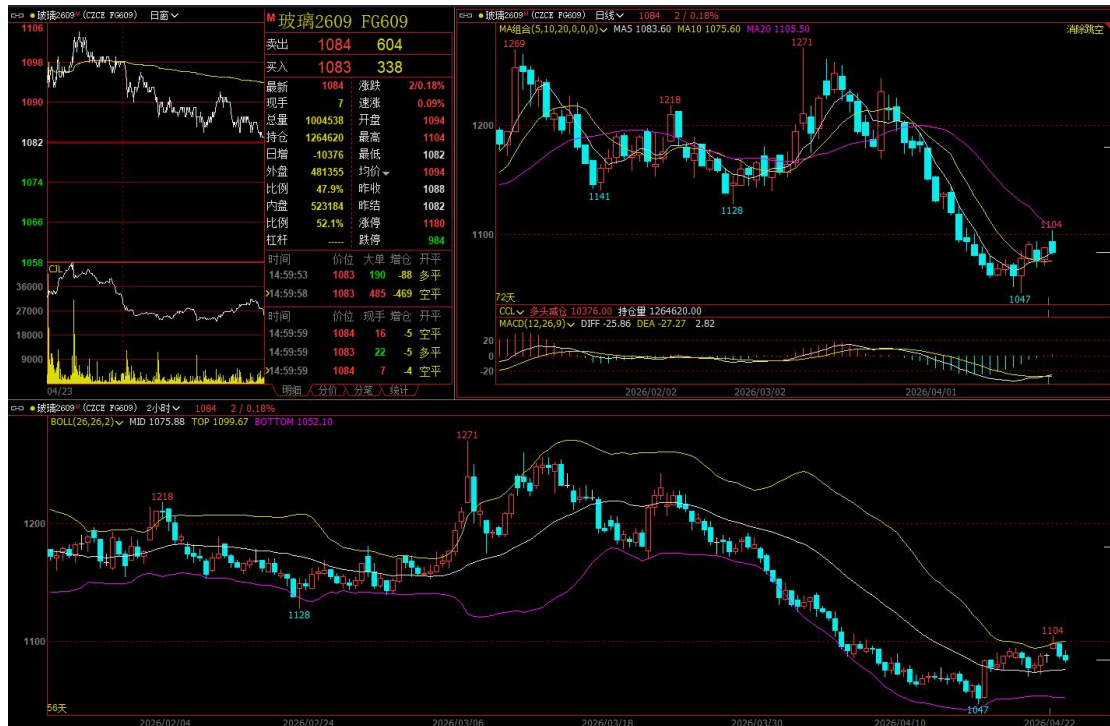 玻璃2609ᴹ (CZCE FG609) 日窗
1106
1098
1090
1082
1074
1066
1058
CJL
36000
27000
18000
9000
04/23
M 玻璃2609 FG609
卖出 1084 604
买入 1083 338
最新 1084 涨跌 2/0.18%
现手 7 速涨 0.09%
总量 1004538 开盘 1094
持仓 1264620 最高 1104
日增 -10376 最低 1082
外盘 481355 均价 1094
比例 47.9% 昨收 1088
内盘 523184 昨结 1082
比例 52.1% 涨停 1180
杠杆 ----- 跌停 984
时间 价位 大单 增仓 开平
14:59:53 1083 190 -88 多平
14:59:58 1083 485 -469 空平
时间 价位 现手 增仓 开平
14:59:59 1084 16 -5 空平
14:59:59 1083 22 -5 多平
14:59:59 1084 7 -4 空平
明细 分价 分笔 统计
玻璃2609ᴹ (CZCE FG609) 日线 1084 2 / 0.18%
MA组合(5,10,20,0,0,0) MA5 1083.60 MA10 1075.60 MA20 1105.50 消除跳空
1269
1271
1218
1200
1141
1128
1104
1100
1047
72天
CCL 多头减仓 10376.00 持仓量 1264620.00
MACD(12,26,9) DIFF -25.86 DEA -27.27 2.82
20
0
-20
2026/02/02 2026/03/02 2026/04/01
玻璃2609ᴹ (CZCE FG609) 2小时 1084 2 / 0.18%
BOLL(26,26,2) MID 1075.88 TOP 1099.67 BOTTOM 1052.10
1271
1218
1200
1128
1104
1100
1047
56天
2026/02/04 2026/02/24 2026/03/06 2026/03/18 2026/03/30 2026/04/10 2026/04/22